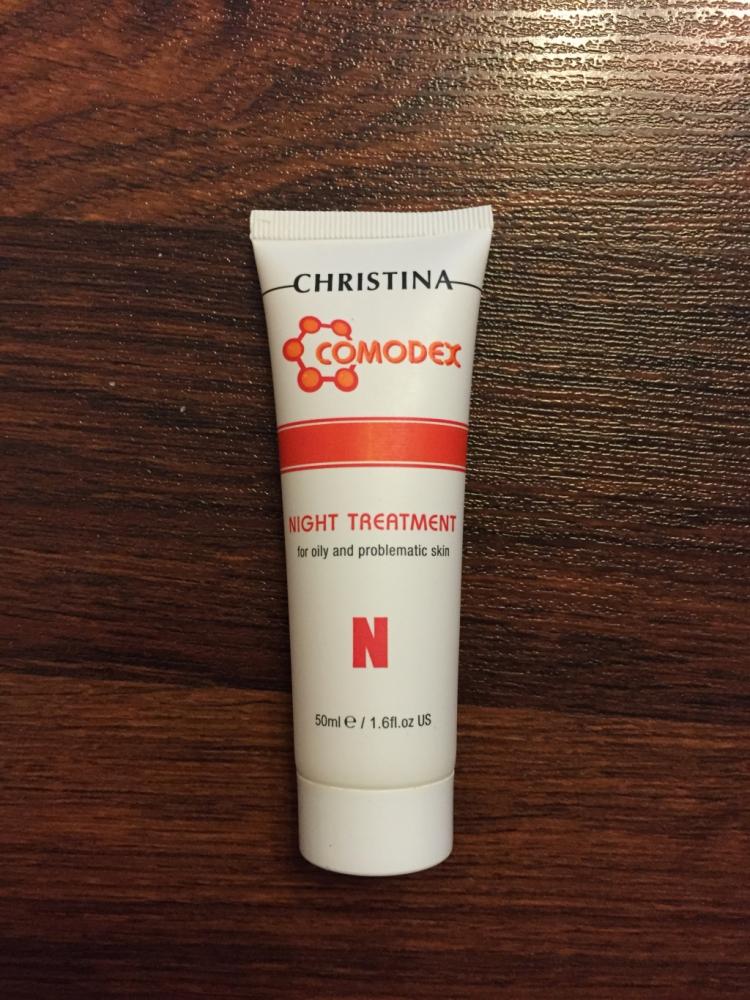 CHRISTINA
COMODEX
NIGHT TREATMENT
for oily and problematic skin
N
50ml ℮ / 1.6fl.oz US